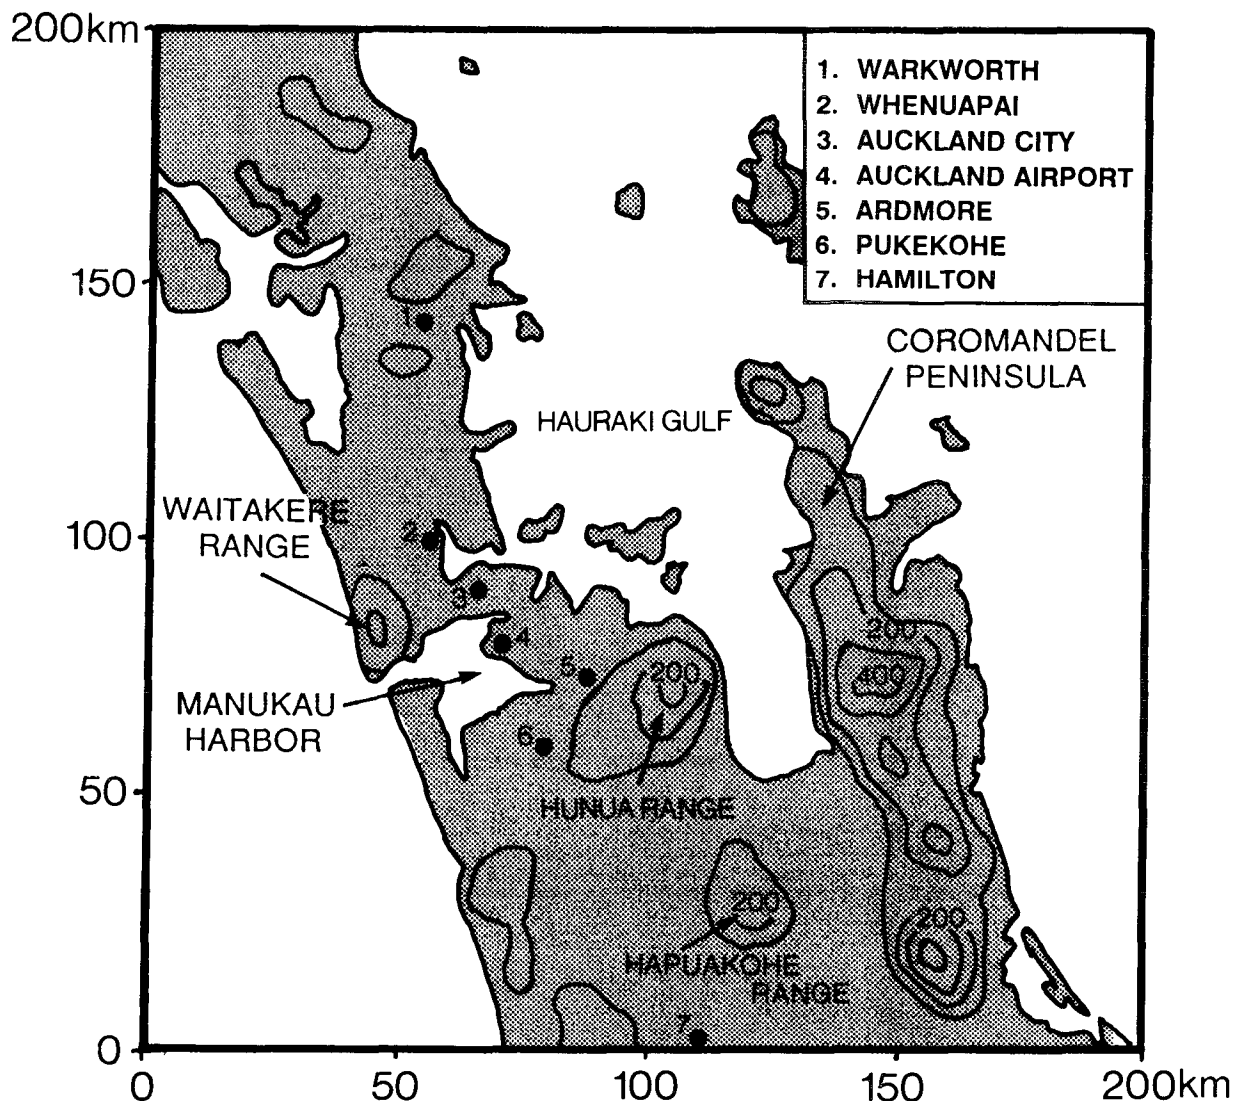 200km
1. WARKWORTH
2. WHENUAPAI
3. AUCKLAND CITY
4. AUCKLAND AIRPORT
5. ARDMORE
6. PUKEKOHE
7. HAMILTON
150
1
COROMANDEL
PENINSULA
HAURAKI GULF
WAITAKERE
RANGE
2
100
3
4
200
5
200
400
MANUKAU
HARBOR
6
50
HUNUA RANGE
200
200
HAPUAKOHE
RANGE
7
0
0
50
100
150
200km